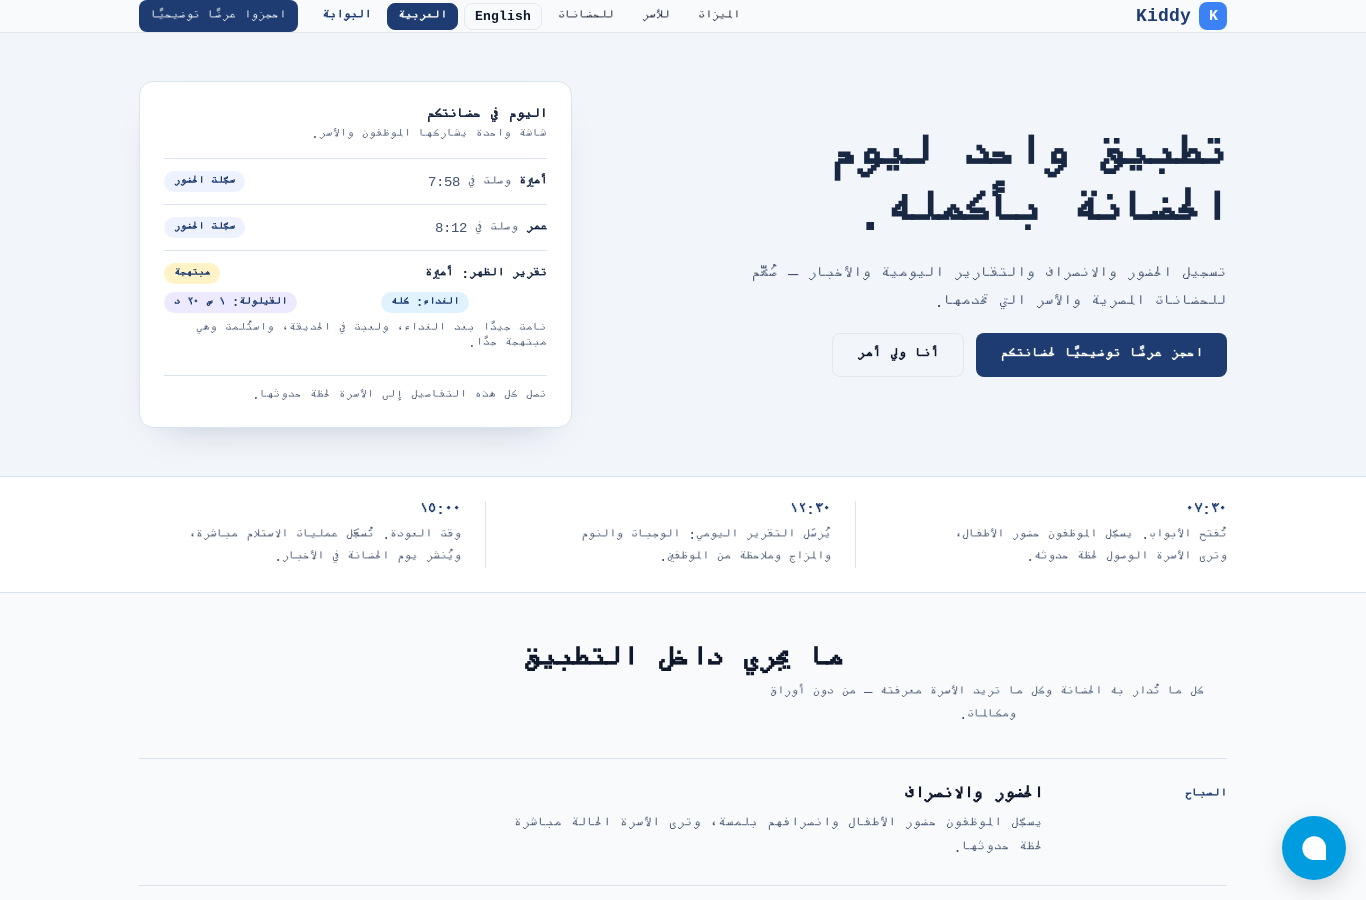 K Kiddy
الميزات
للأسر
للحضانات
English
العربية
البوابة
احجزوا عرضًا توضيحيًا
تطبيق واحد ليوم
الحضانة بأكمله.
تسجيل الحضور والانصراف والتقارير اليومية والأخبار — صُمّم
للحضانات المصرية والأسر التي تخدمها.
احجز عرضًا توضيحيًا لحضانتكم
أنا ولي أمر
اليوم في حضانتكم
شاشة واحدة يشاركها الموظفون والأسر.
أميرة وصلت في 7:58
سجّلت الحضور
عمر وصلت في 8:12
سجّلت الحضور
تقرير الظهر: أميرة
مبتهجة
الغداء: كله
القيلولة: ١ س ٢٠ د
نامت جيدًا بعد الغداء، ولعبت في الحديقة، واستُلمت وهي
مبتهجة جدًا.
تصل كل هذه التفاصيل إلى الأسرة لحظة حدوثها.
٠٧:٣٠
تُفتح الأبواب. يسجّل الموظفون حضور الأطفال،
وترى الأسرة الوصول لحظة حدوثه.
١٢:٣٠
يُرسَل التقرير اليومي: الوجبات والنوم
والمزاج وملاحظة من الموظفين.
١٥:٠٠
وقت العودة. تُسجّل عمليات الاستلام مباشرة،
ويُنشر يوم الحضانة في الأخبار.
ما يجري داخل التطبيق
كل ما تُدار به الحضانة وكل ما تريد الأسرة معرفته — من دون أوراق
ومكالمات.
الصباح
الحضور والانصراف
يسجّل الموظفون حضور الأطفال وانصرافهم بلمسة، وترى الأسرة الحالة مباشرة
لحظة حدوثها.